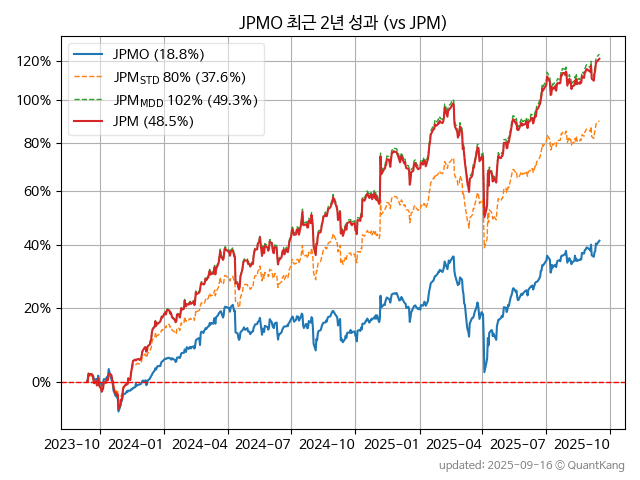 JPMO 최근 2년 성과 (vs JPM)
JPMO (18.8%)
JPM_STD 80% (37.6%)
JPM_MDD 102% (49.3%)
JPM (48.5%)
120%
100%
80%
60%
40%
20%
0%
2023-10 2024-01 2024-04 2024-07 2024-10 2025-01 2025-04 2025-07 2025-10
updated: 2025-09-16 © QuantKang